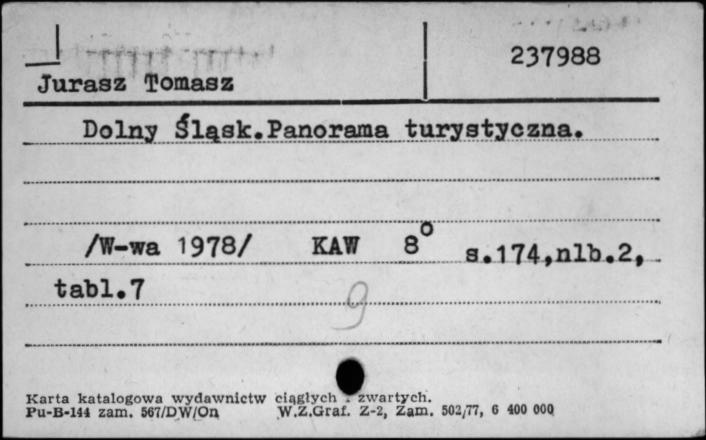 237988
Jurasz Tomasz
Dolny Śląsk.Panorama turystyczna.
/W-wa 1978/ KAW 8° s.174,nlb.2,
tabl.7
9
Karta katalogowa wydawnictw ciągłych i zwartych.
Pu-B-144 zam. 567/DW/On W.Z.Graf. Z-2, Zam. 502/77, 6 400 000